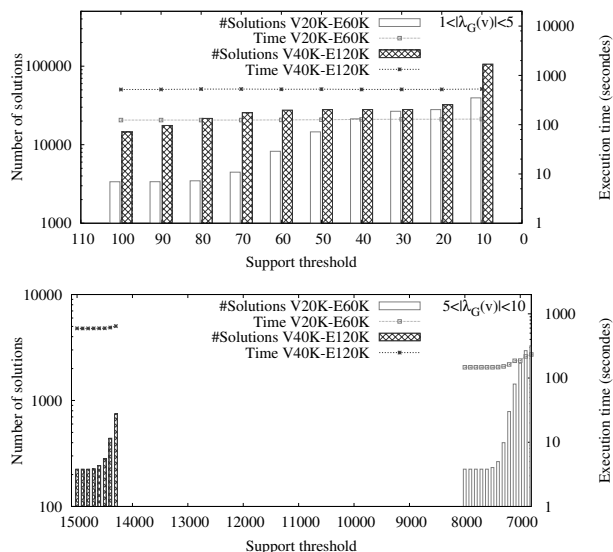 #Solutions V20K-E60K
Time V20K-E60K
#Solutions V40K-E120K
Time V40K-E120K
1<|λ_G(v)|<5
Number of solutions
100000
10000
1000
Execution time (secondes)
1000
100
10
1
110 100 90 80 70 60 50 40 30 20 10 0
Support threshold
#Solutions V20K-E60K
Time V20K-E60K
#Solutions V40K-E120K
Time V40K-E120K
5<|λ_G(v)|<10
Number of solutions
10000
1000
100
Execution time (secondes)
1000
100
10
1
15000 14000 13000 12000 11000 10000 9000 8000 7000
Support threshold